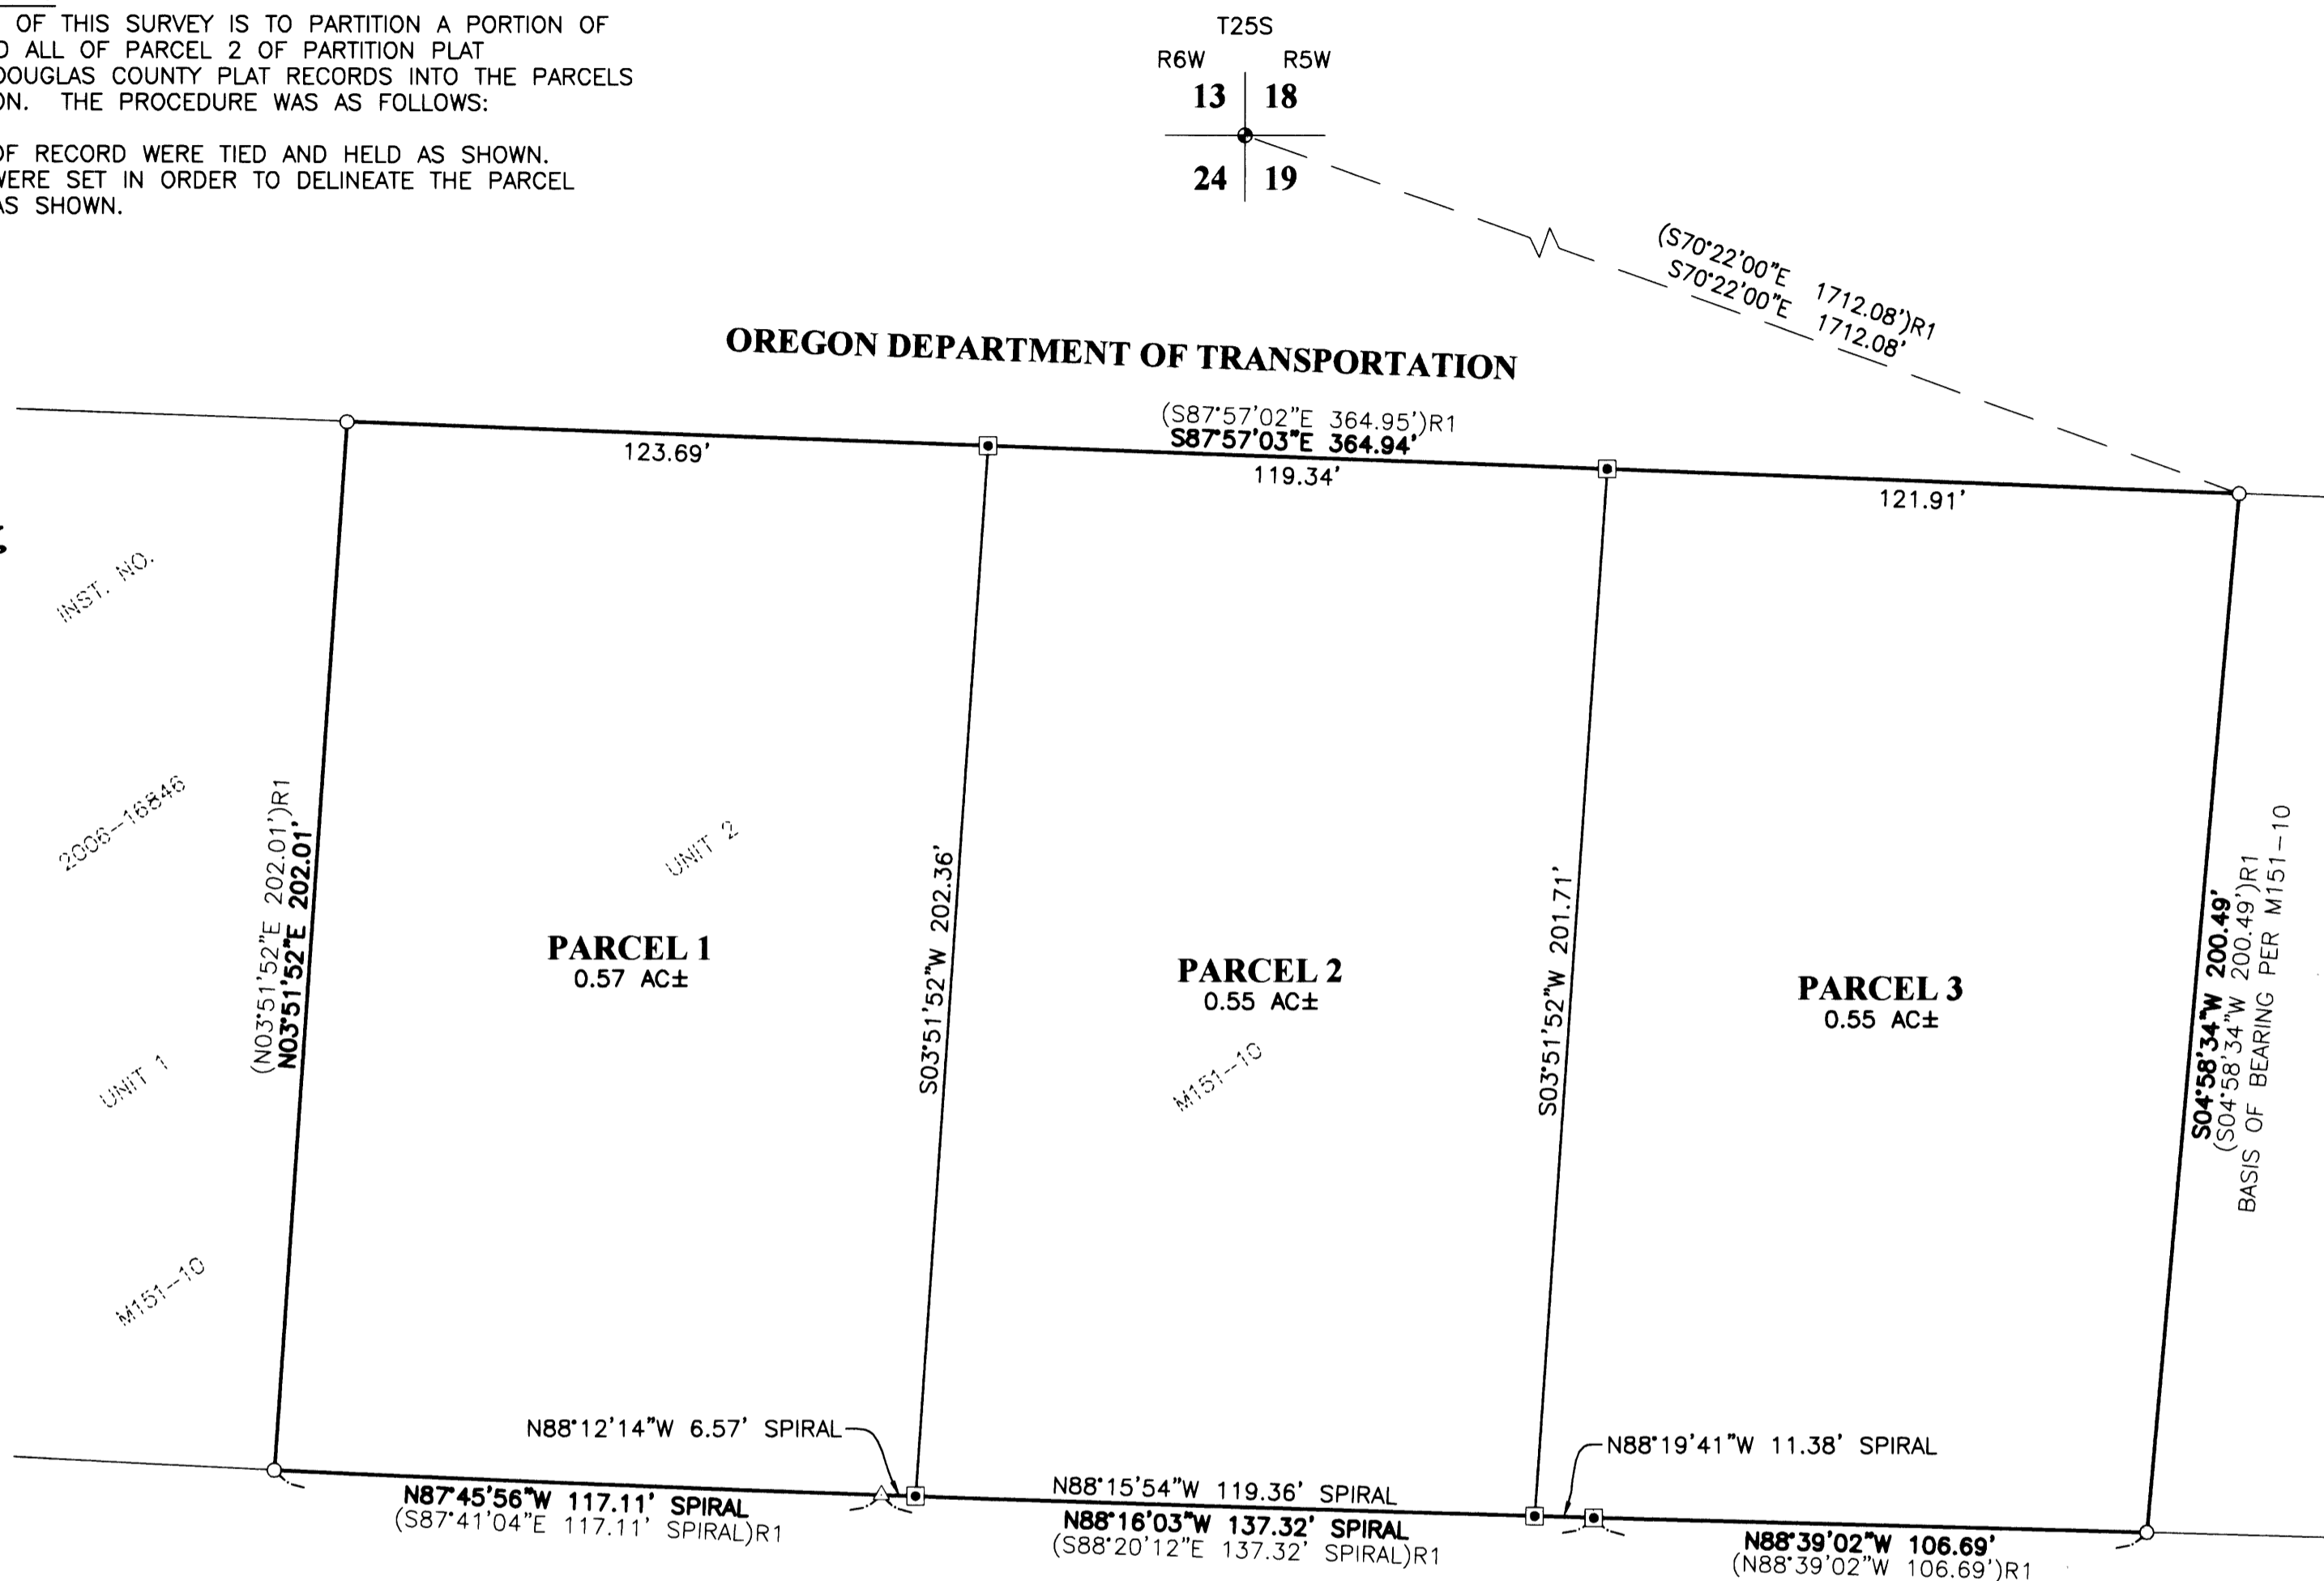 OF THIS SURVEY IS TO PARTITION A PORTION OF
ALL OF PARCEL 2 OF PARTITION PLAT
DOUGLAS COUNTY PLAT RECORDS INTO THE PARCELS
ON. THE PROCEDURE WAS AS FOLLOWS:
OF RECORD WERE TIED AND HELD AS SHOWN.
WERE SET IN ORDER TO DELINEATE THE PARCEL
AS SHOWN.
T25S
R6W R5W
13 18
24 19
(S70°22'00"E 1712.08')R1
S70°22'00"E 1712.08'
OREGON DEPARTMENT OF TRANSPORTATION
(S87°57'02"E 364.95')R1
S87°57'03"E 364.94'
123.69'
119.34'
121.91'
INST. NO.
2006-16846
UNIT 1
M151-10
(N03°51'52"E 202.01')R1
N03°51'52"E 202.01'
UNIT 2
PARCEL 1
0.57 AC±
S03°51'52"W 202.36'
PARCEL 2
0.55 AC±
M151-10
S03°51'52"W 201.71'
PARCEL 3
0.55 AC±
S04°58'34"W 200.49'
(S04°58'34"W 200.49')R1
BASIS OF BEARING PER M151-10
N88°12'14"W 6.57' SPIRAL
N88°19'41"W 11.38' SPIRAL
N87°45'56"W 117.11' SPIRAL
(S87°41'04"E 117.11' SPIRAL)R1
N88°15'54"W 119.36' SPIRAL
N88°16'03"W 137.32' SPIRAL
(S88°20'12"E 137.32' SPIRAL)R1
N88°39'02"W 106.69'
(N88°39'02"W 106.69')R1